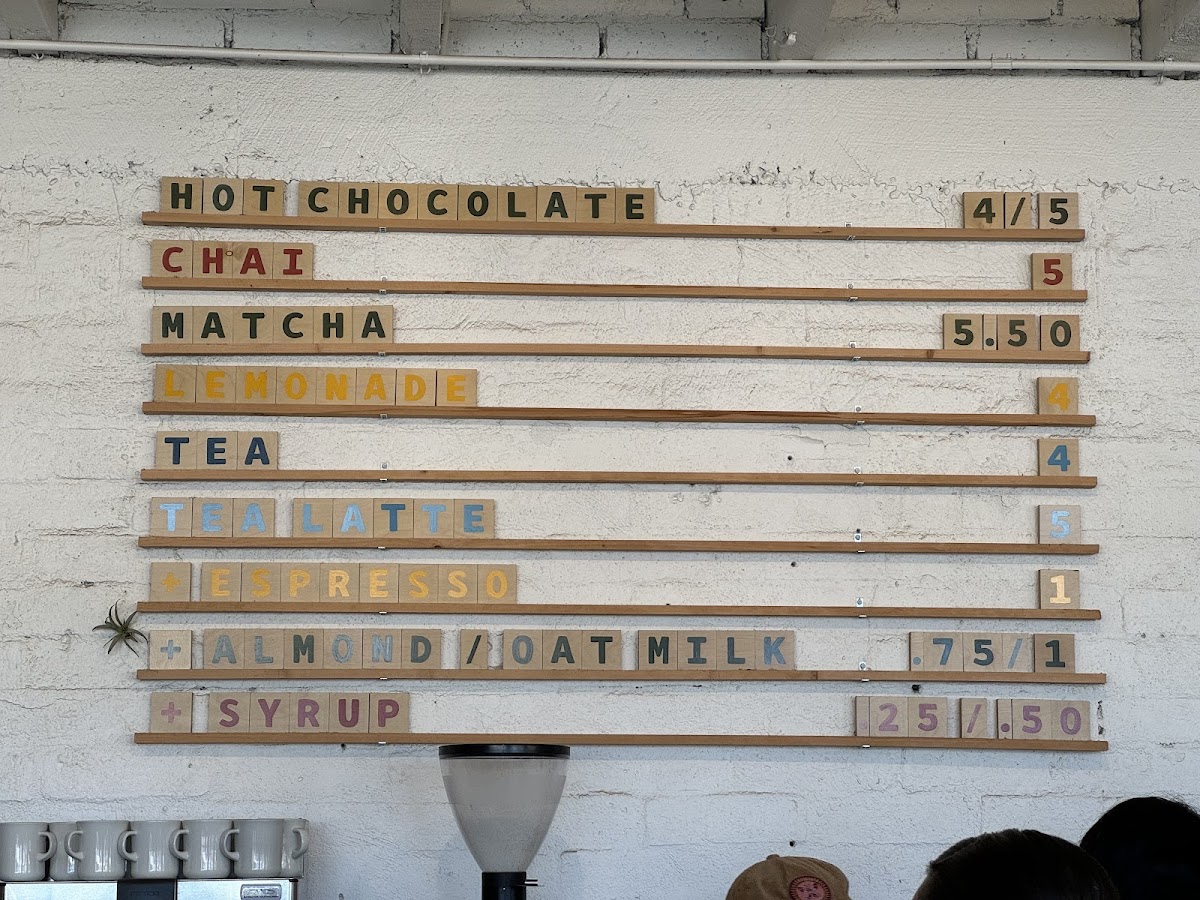 HOT CHOCOLATE 4/5
CHAI 5
MATCHA 5.50
LEMONADE 4
TEA 4
TEA LATTE 5
+ ESPRESSO 1
+ ALMOND/OAT MILK .75/1
+ SYRUP .25/.50